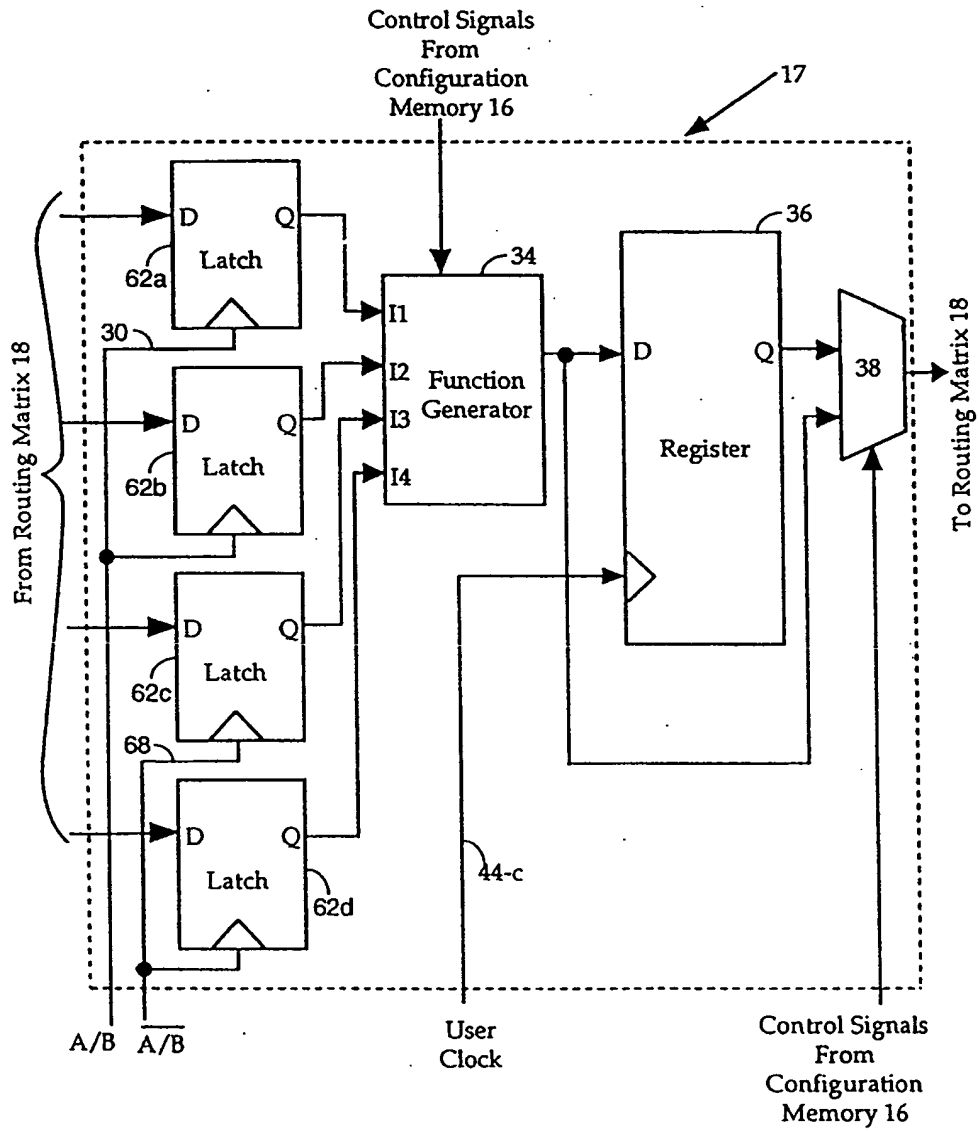 Control Signals
From
Configuration
Memory 16
17
D Q
Latch
62a
30
D Q
Latch
62b
D Q
Latch
62c
68
D Q
Latch
62d
From Routing Matrix 18
34
I1
I2
I3
I4
Function
Generator
36
D Q
Register
38
To Routing Matrix 18
44-c
A/B
A̅/̅B̅
User
Clock
Control Signals
From
Configuration
Memory 16